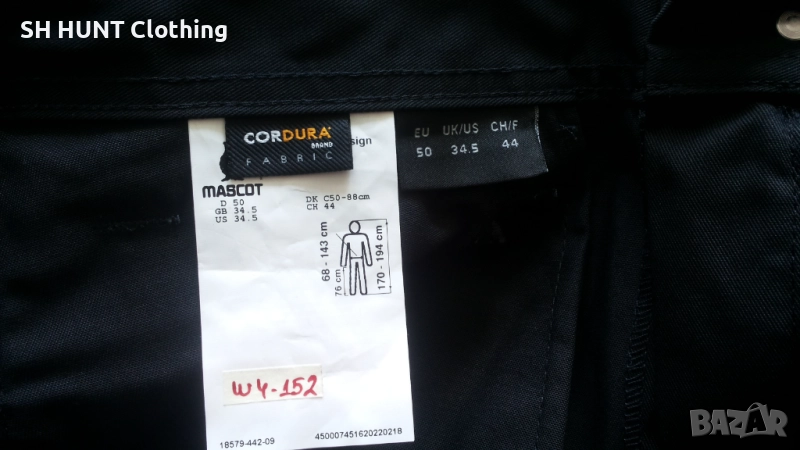 SH HUNT Clothing
CORDURA
BRAND
FABRIC
sign
MASCOT
D 50
GB 34.5
US 34.5
DK C50-88cm
CH 44
68 - 143 cm
76 cm
170 - 194 cm
EU UK/US CH/F
50 34.5 44
W4-152
18579-442-09
450007451620220218
BAZAR